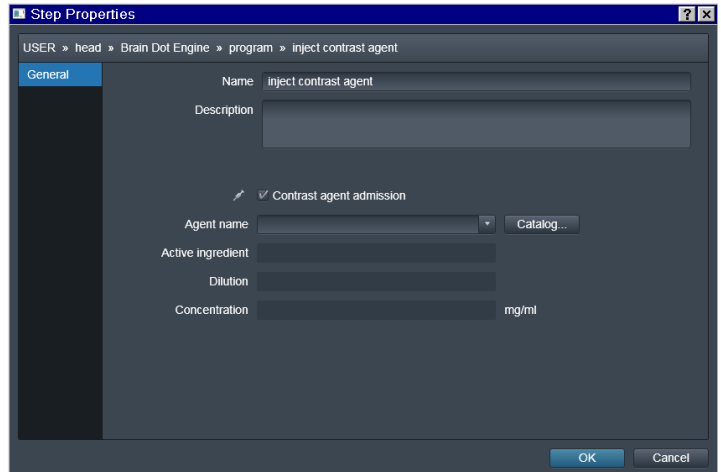 Step Properties
USER » head » Brain Dot Engine » program » inject contrast agent
General
Name inject contrast agent
Description
Contrast agent admission
Agent name Catalog...
Active ingredient
Dilution
Concentration mg/ml
OK Cancel